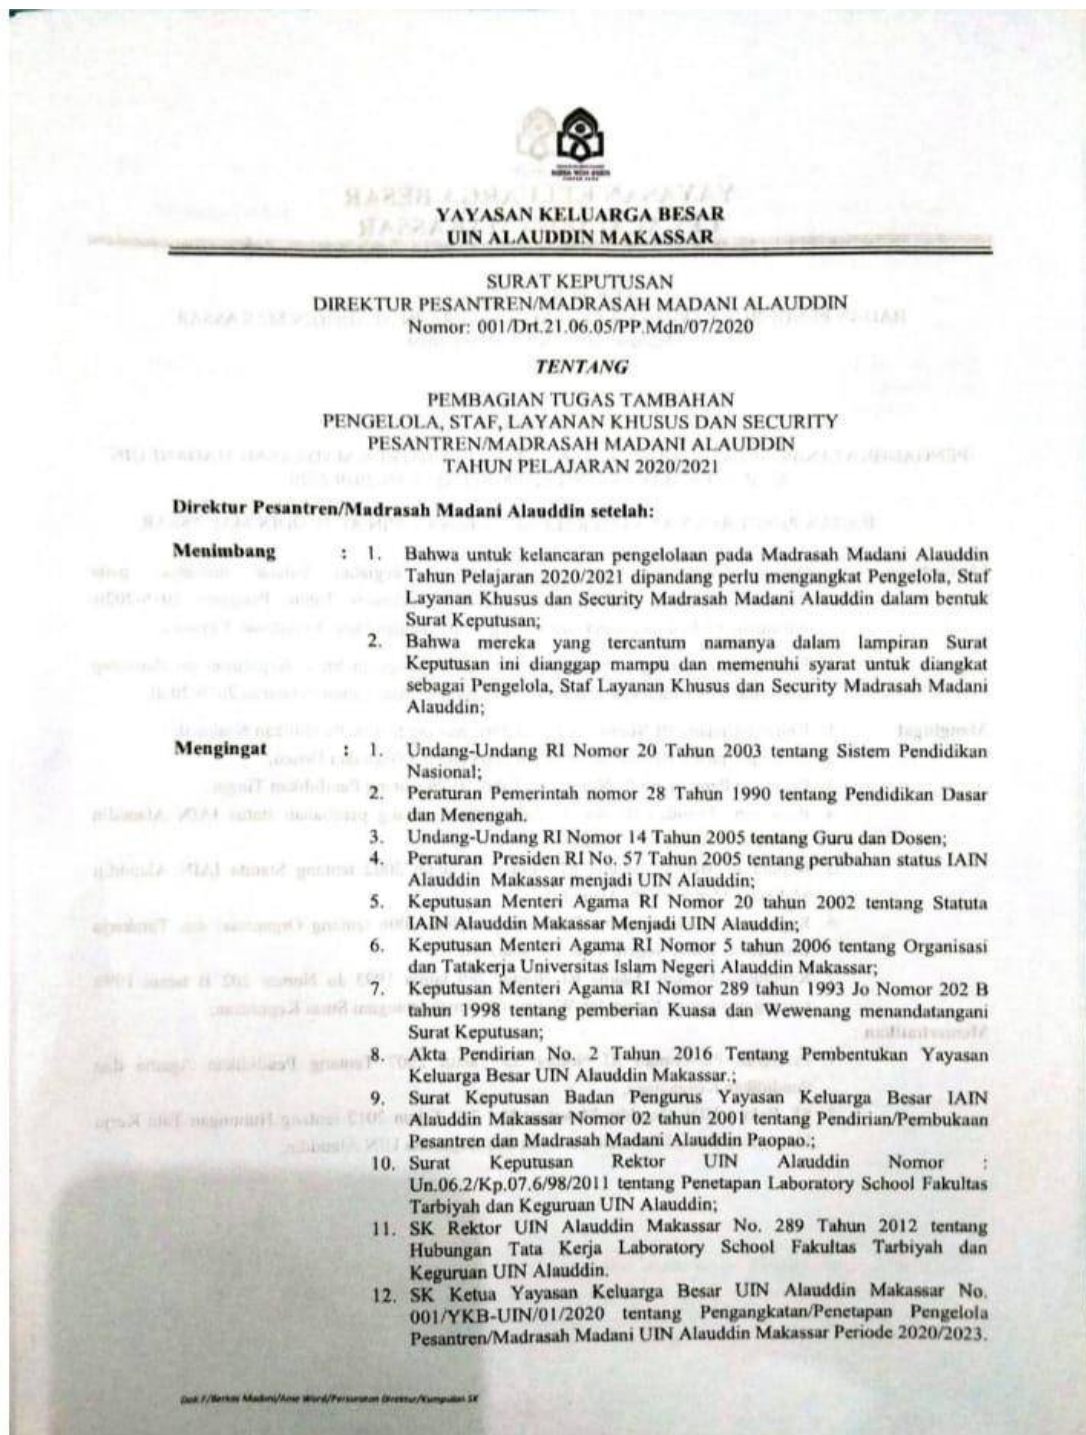 YAYASAN KELUARGA BESAR
UIN ALAUDDIN MAKASSAR
SURAT KEPUTUSAN
DIREKTUR PESANTREN/MADRASAH MADANI ALAUDDIN
Nomor: 001/Drt.21.06.05/PP.Mdn/07/2020
TENTANG
PEMBAGIAN TUGAS TAMBAHAN
PENGELOLA, STAF, LAYANAN KHUSUS DAN SECURITY
PESANTREN/MADRASAH MADANI ALAUDDIN
TAHUN PELAJARAN 2020/2021
Direktur Pesantren/Madrasah Madani Alauddin setelah:
Menimbang : 1. Bahwa untuk kelancaran pengelolaan pada Madrasah Madani Alauddin
Tahun Pelajaran 2020/2021 dipandang perlu mengangkat Pengelola, Staf
Layanan Khusus dan Security Madrasah Madani Alauddin dalam bentuk
Surat Keputusan;
2. Bahwa mereka yang tercantum namanya dalam lampiran Surat
Keputusan ini dianggap mampu dan memenuhi syarat untuk diangkat
sebagai Pengelola, Staf Layanan Khusus dan Security Madrasah Madani
Alauddin;
Mengingat : 1. Undang-Undang RI Nomor 20 Tahun 2003 tentang Sistem Pendidikan
Nasional;
2. Peraturan Pemerintah nomor 28 Tahun 1990 tentang Pendidikan Dasar
dan Menengah.
3. Undang-Undang RI Nomor 14 Tahun 2005 tentang Guru dan Dosen;
4. Peraturan Presiden RI No. 57 Tahun 2005 tentang perubahan status IAIN
Alauddin Makassar menjadi UIN Alauddin;
5. Keputusan Menteri Agama RI Nomor 20 tahun 2002 tentang Statuta
IAIN Alauddin Makassar Menjadi UIN Alauddin;
6. Keputusan Menteri Agama RI Nomor 5 tahun 2006 tentang Organisasi
dan Tatakerja Universitas Islam Negeri Alauddin Makassar;
7. Keputusan Menteri Agama RI Nomor 289 tahun 1993 Jo Nomor 202 B
tahun 1998 tentang pemberian Kuasa dan Wewenang menandatangani
Surat Keputusan;
8. Akta Pendirian No. 2 Tahun 2016 Tentang Pembentukan Yayasan
Keluarga Besar UIN Alauddin Makassar.;
9. Surat Keputusan Badan Pengurus Yayasan Keluarga Besar IAIN
Alauddin Makassar Nomor 02 tahun 2001 tentang Pendirian/Pembukaan
Pesantren dan Madrasah Madani Alauddin Paopao.;
10. Surat Keputusan Rektor UIN Alauddin Nomor :
Un.06.2/Kp.07.6/98/2011 tentang Penetapan Laboratory School Fakultas
Tarbiyah dan Keguruan UIN Alauddin;
11. SK Rektor UIN Alauddin Makassar No. 289 Tahun 2012 tentang
Hubungan Tata Kerja Laboratory School Fakultas Tarbiyah dan
Keguruan UIN Alauddin.
12. SK Ketua Yayasan Keluarga Besar UIN Alauddin Makassar No.
001/YKB-UIN/01/2020 tentang Pengangkatan/Penetapan Pengelola
Pesantren/Madrasah Madani UIN Alauddin Makassar Periode 2020/2023.